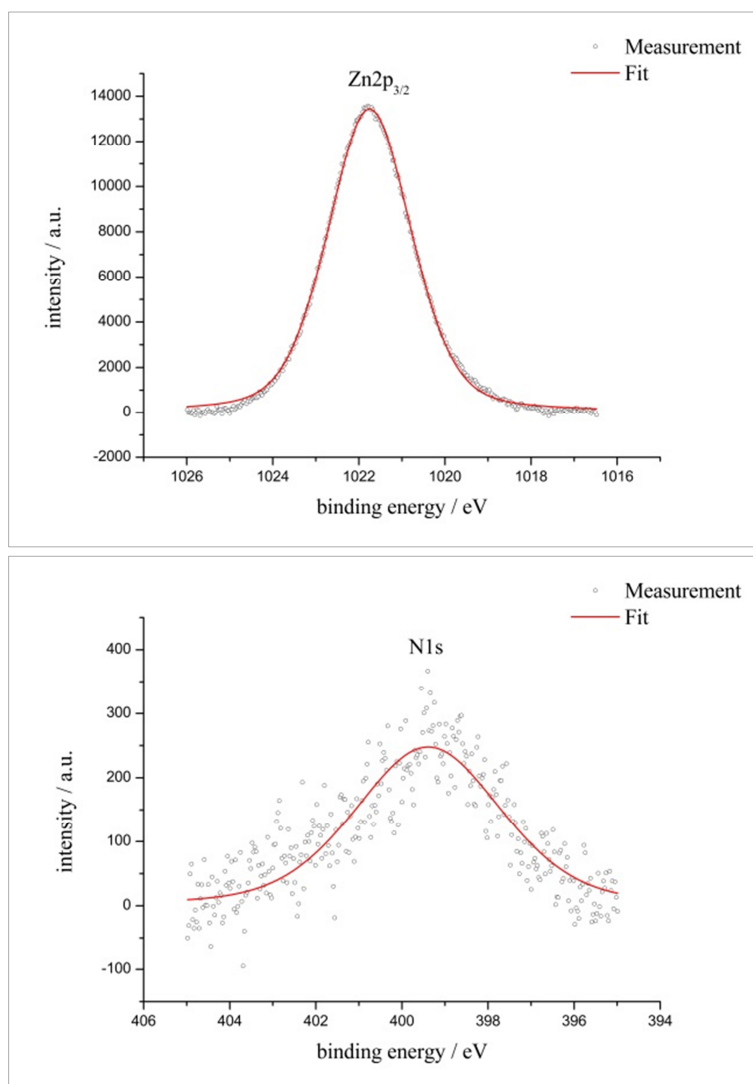 Measurement
Fit
Zn2p3/2
14000
12000
10000
8000
6000
4000
2000
0
-2000
intensity / a.u.
1026 1024 1022 1020 1018 1016
binding energy / eV
Measurement
Fit
N1s
400
300
200
100
0
-100
intensity / a.u.
406 404 402 400 398 396 394
binding energy / eV